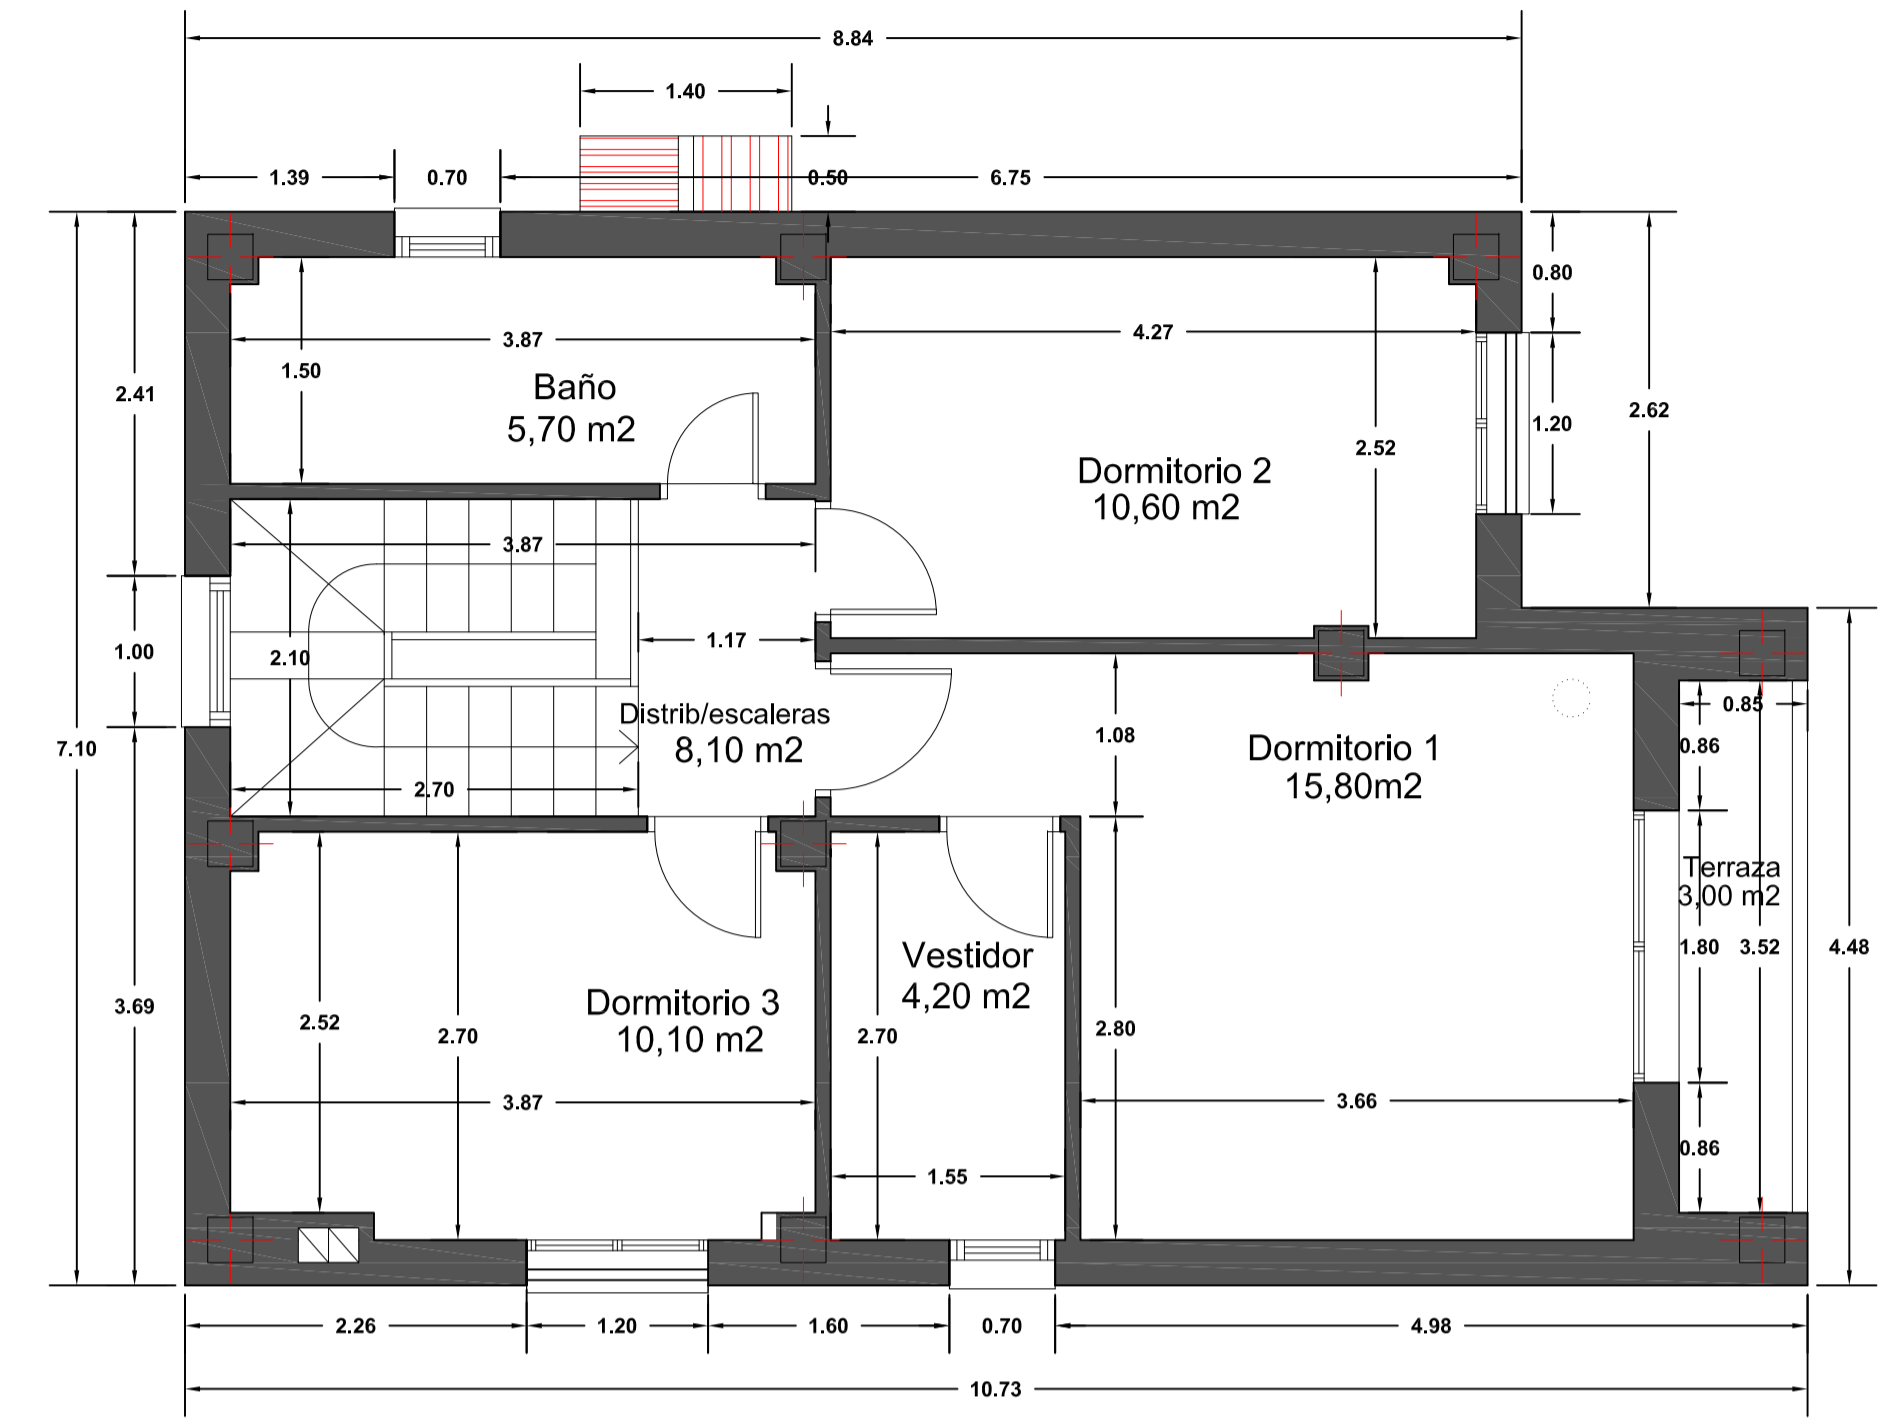 8.84
1.40
1.39
0.70
0.50
6.75
0.80
4.27
3.87
1.50
Baño
5,70 m2
2.41
2.62
1.20
2.52
Dormitorio 2
10,60 m2
3.87
1.00
2.10
1.17
Distrib/escaleras
8,10 m2
0.85
1.08
Dormitorio 1
15,80m2
0.86
7.10
2.70
Terraza
3,00 m2
1.80
3.52
4.48
Vestidor
4,20 m2
3.69
Dormitorio 3
10,10 m2
2.52
2.70
2.70
2.80
3.87
3.66
0.86
1.55
2.26
1.20
1.60
0.70
4.98
10.73